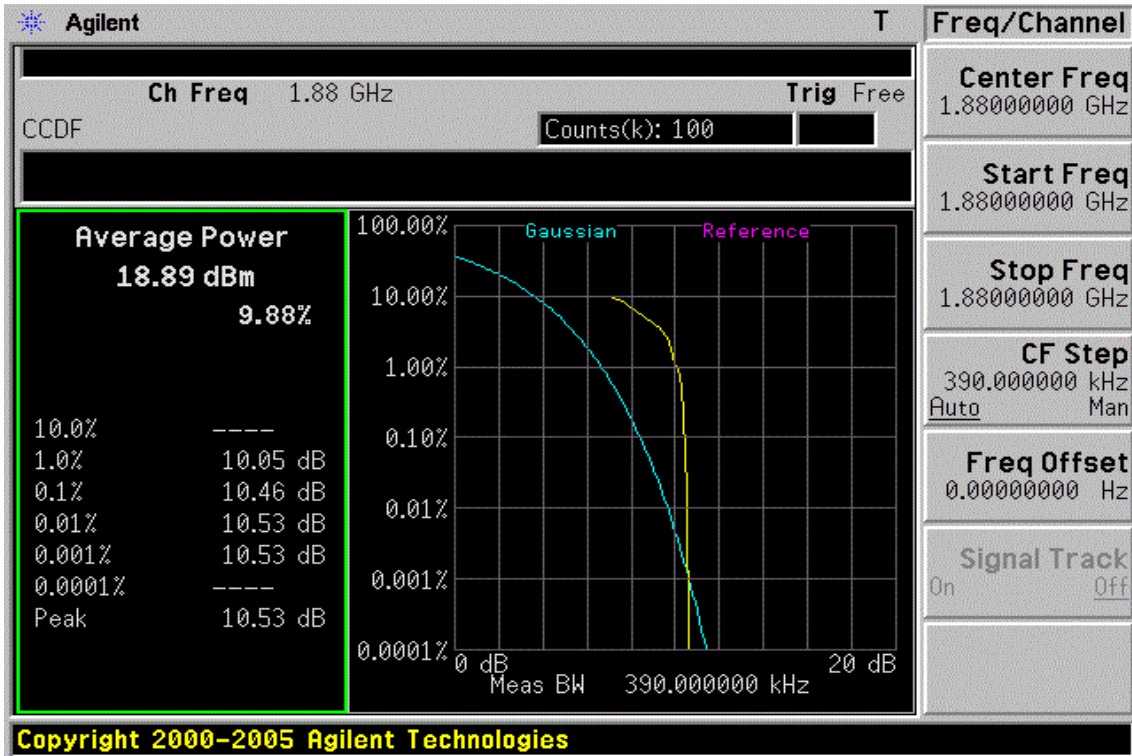 Agilent T
Ch Freq 1.88 GHz Trig Free
CCDF Counts(k): 100
Average Power
18.89 dBm
9.88%
10.0% ----
1.0% 10.05 dB
0.1% 10.46 dB
0.01% 10.53 dB
0.001% 10.53 dB
0.0001% ----
Peak 10.53 dB
Gaussian Reference
100.00%
10.00%
1.00%
0.10%
0.01%
0.001%
0.0001%
0 dB 20 dB
Meas BW 390.000000 kHz
Freq/Channel
Center Freq
1.88000000 GHz
Start Freq
1.88000000 GHz
Stop Freq
1.88000000 GHz
CF Step
390.000000 kHz
Auto Man
Freq Offset
0.00000000 Hz
Signal Track
On Off
Copyright 2000-2005 Agilent Technologies